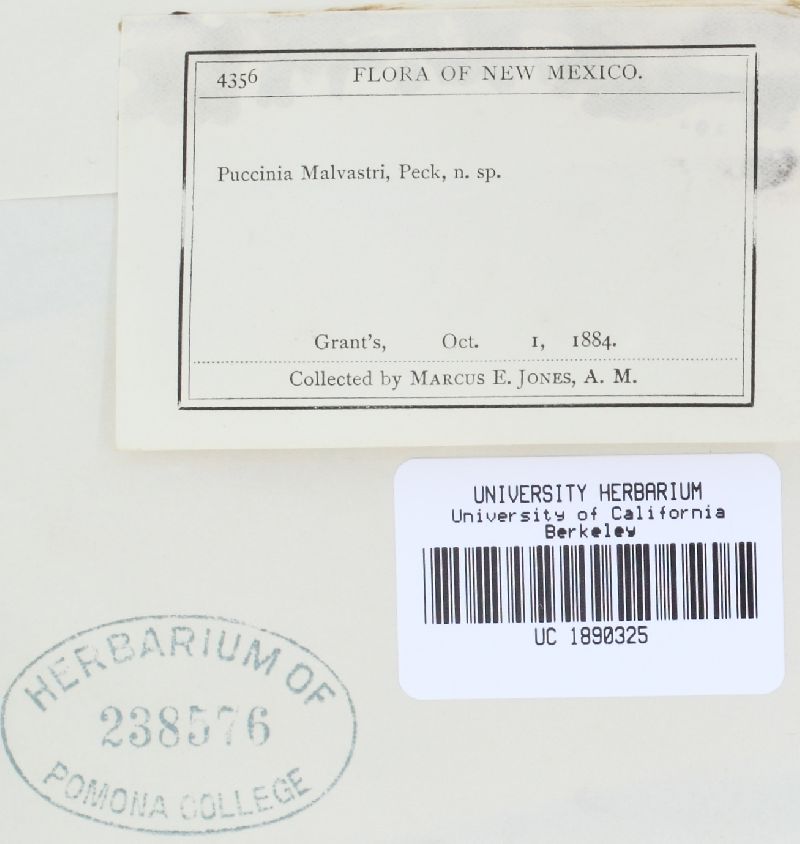 4356 FLORA OF NEW MEXICO.
Puccinia Malvastri, Peck, n. sp.
Grant's, Oct. 1, 1884.
Collected by MARCUS E. JONES, A. M.
UNIVERSITY HERBARIUM
University of California
Berkeley
UC 1890325
HERBARIUM OF
238576
POMONA COLLEGE